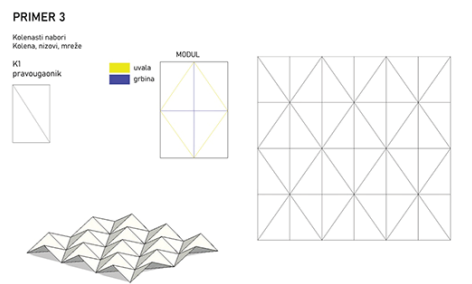 PRIMER 3
Kolenasti nabori
Kolena, nizovi, mreže
K1
pravougaonik
MODUL
uvala
grbina